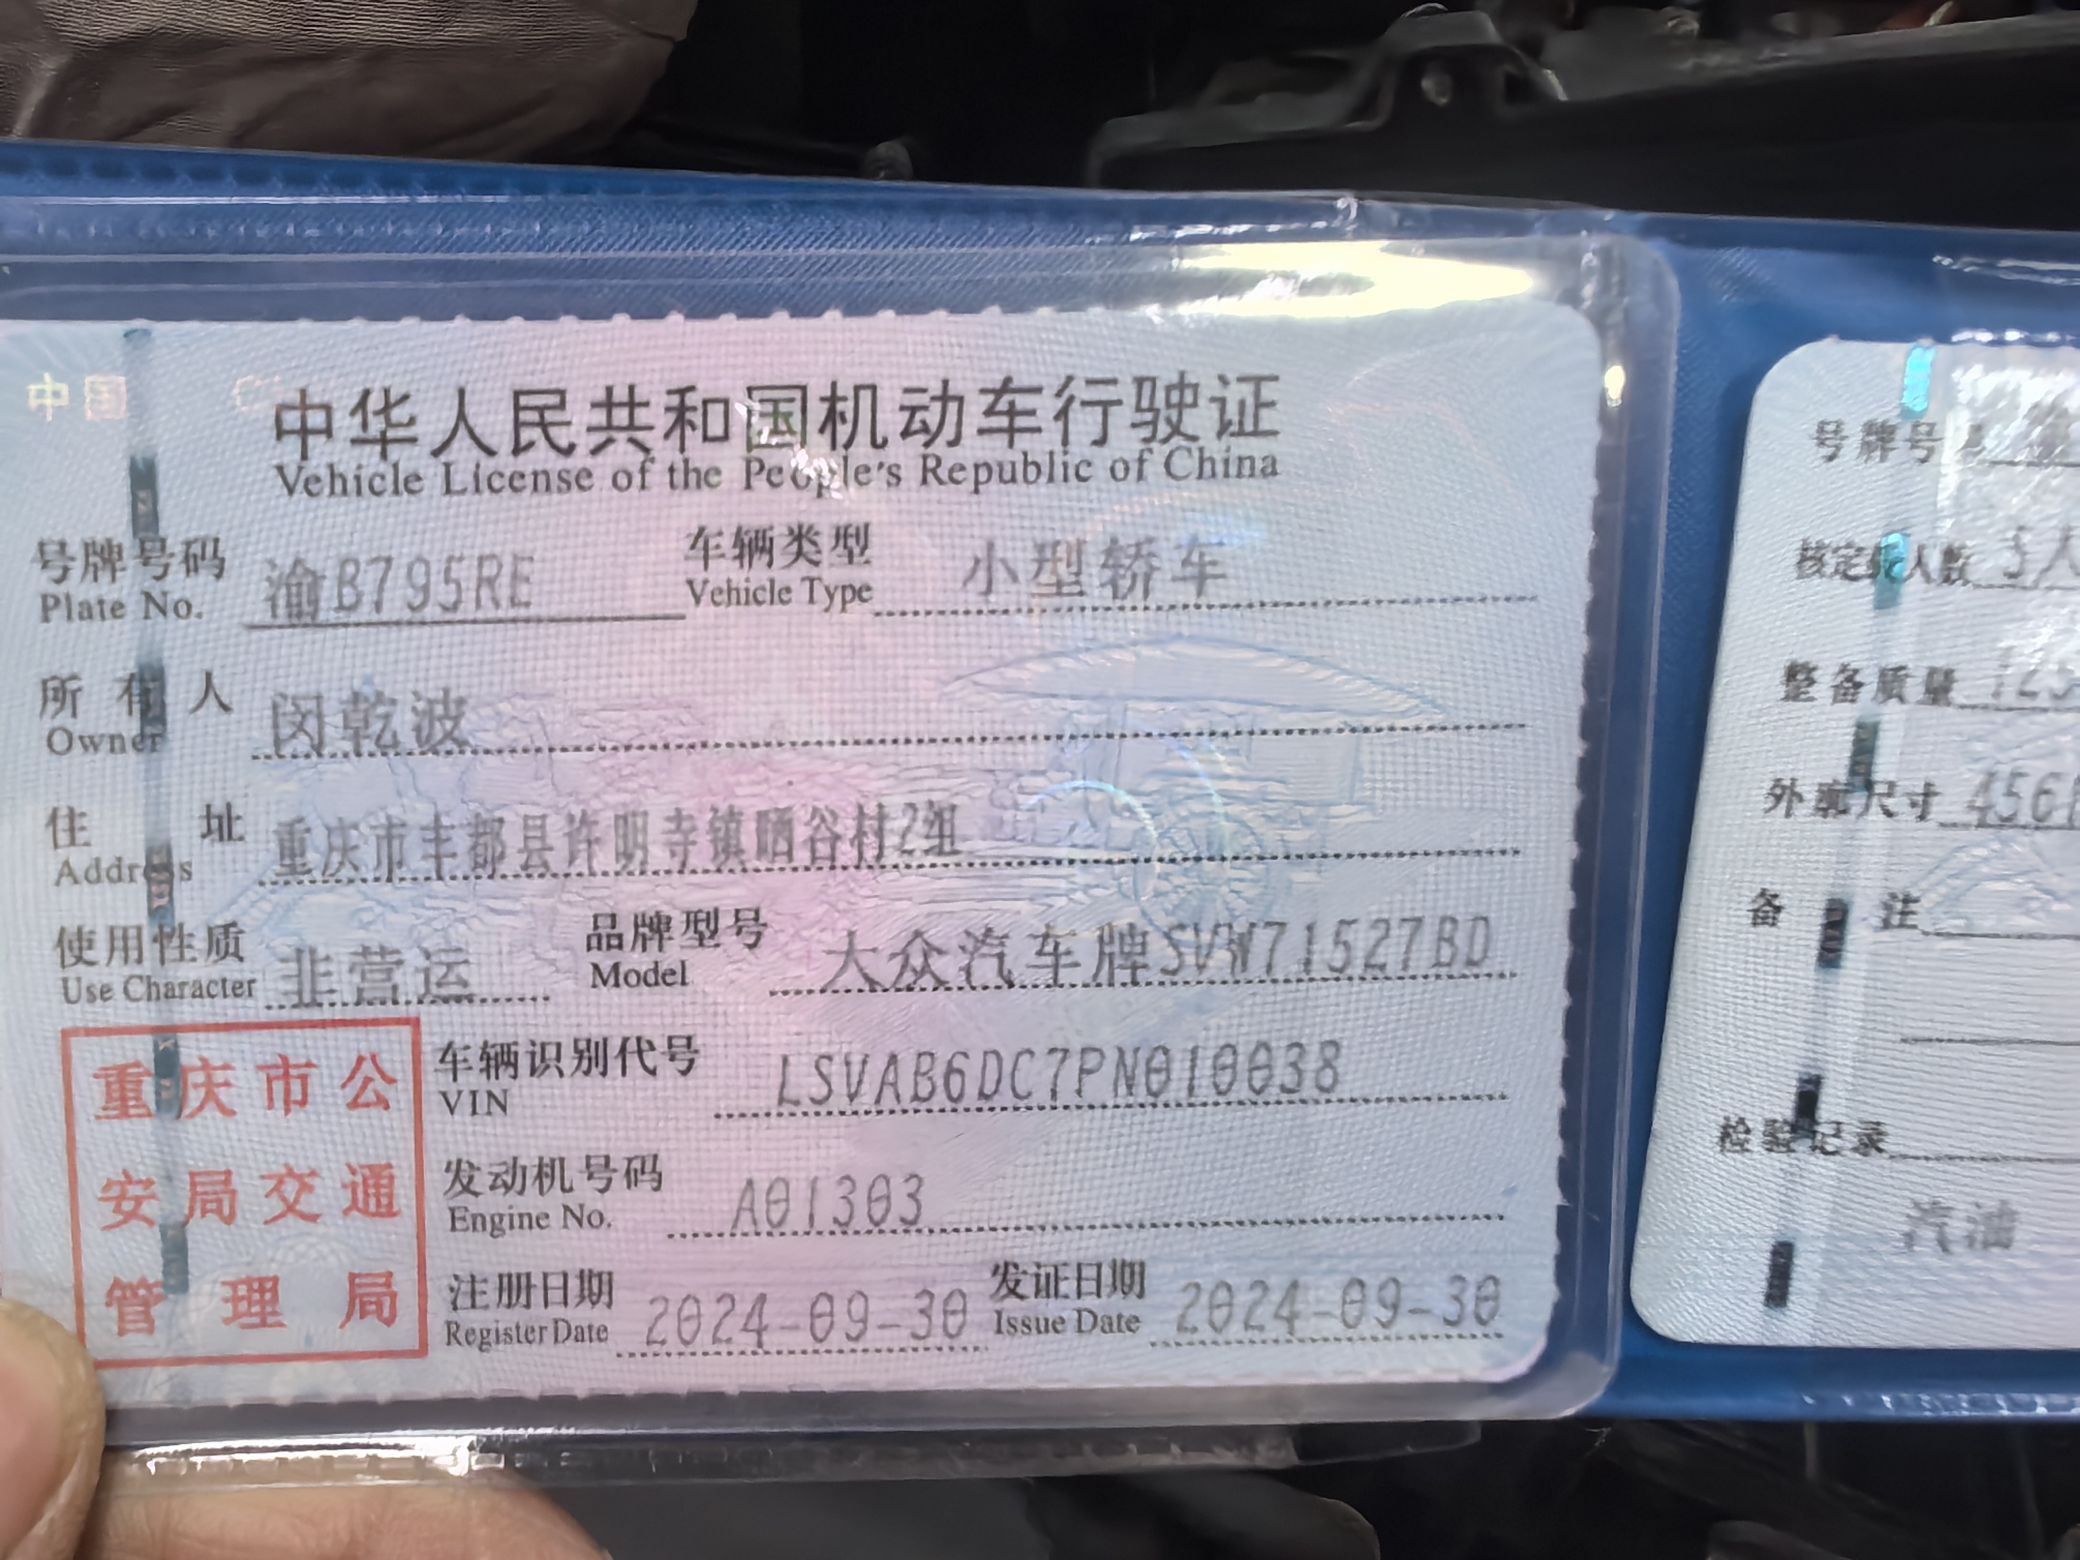 中国
中华人民共和国机动车行驶证
Vehicle License of the People's Republic of China
号牌号码 渝B795RE 车辆类型 小型轿车
Plate No. Vehicle Type
所有人 闵乾波
Owner
住址 重庆市丰都县许明寺镇晒谷村2组
Address
使用性质 非营运 品牌型号 大众汽车牌SVW71527BD
Use Character Model
重庆市公
安局交通
管理局
车辆识别代号 LSVAB6DC7PN010038
VIN
发动机号码 A01303
Engine No.
注册日期 2024-09-30 发证日期 2024-09-30
Register Date Issue Date
号牌号
核定载人数 5人
整备质量 125
外廓尺寸 456
备注
检验记录
汽油